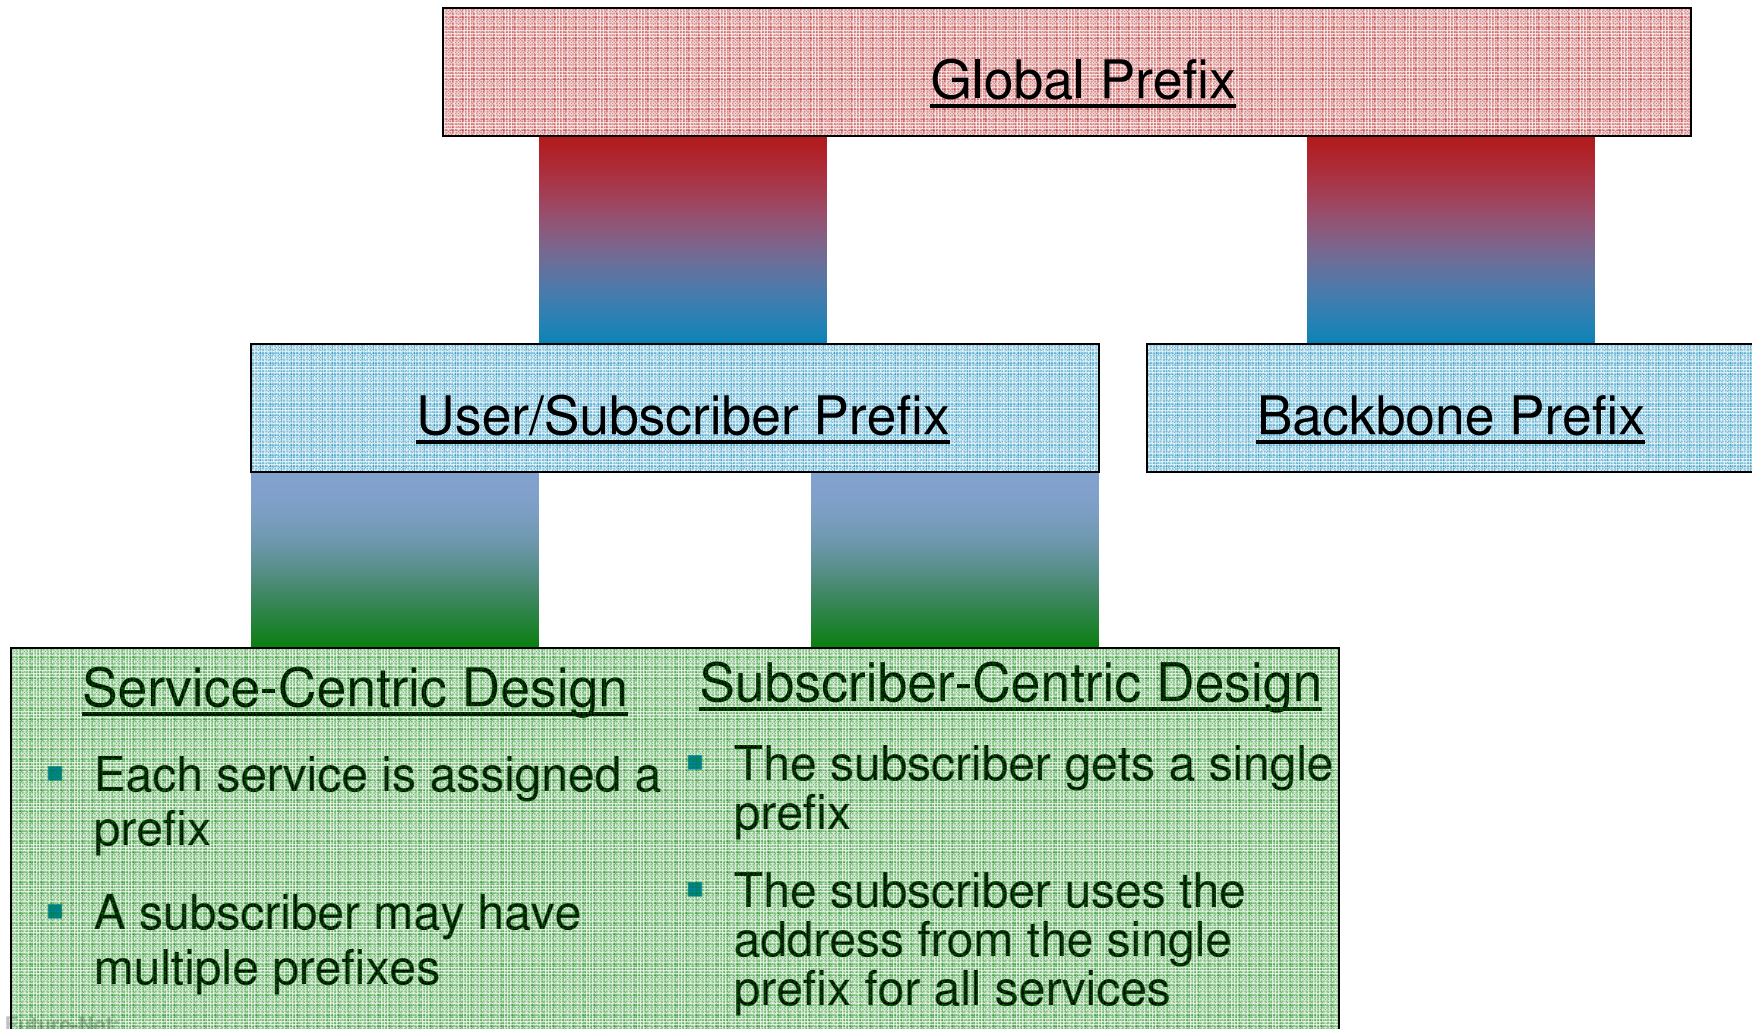 Global Prefix
User/Subscriber Prefix
Backbone Prefix
Service-Centric Design
▪ Each service is assigned a
prefix
▪ A subscriber may have
multiple prefixes
Subscriber-Centric Design
▪ The subscriber gets a single
prefix
▪ The subscriber uses the
address from the single
prefix for all services
Future-Net: